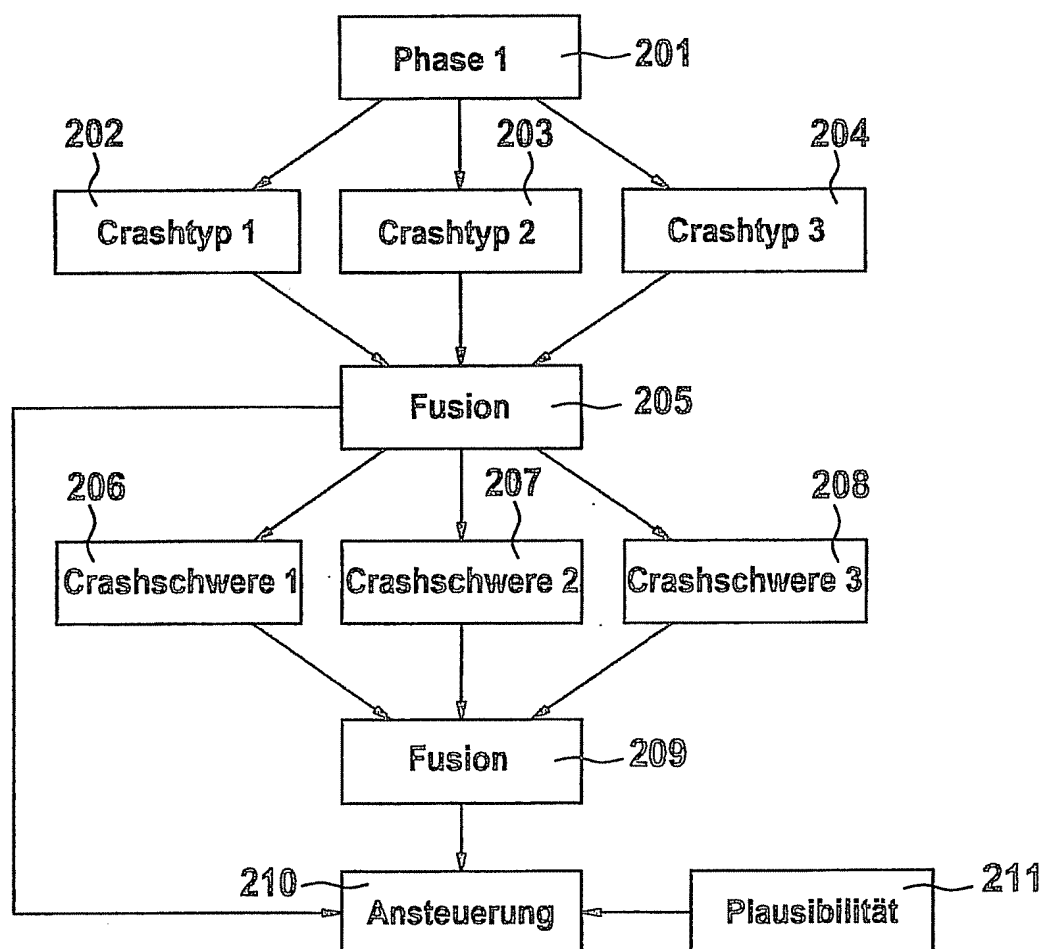 Phase 1
201
202
203
204
Crashtyp 1
Crashtyp 2
Crashtyp 3
Fusion
205
206
207
208
Crashschwere 1
Crashschwere 2
Crashschwere 3
Fusion
209
210
211
Ansteuerung
Plausibilität